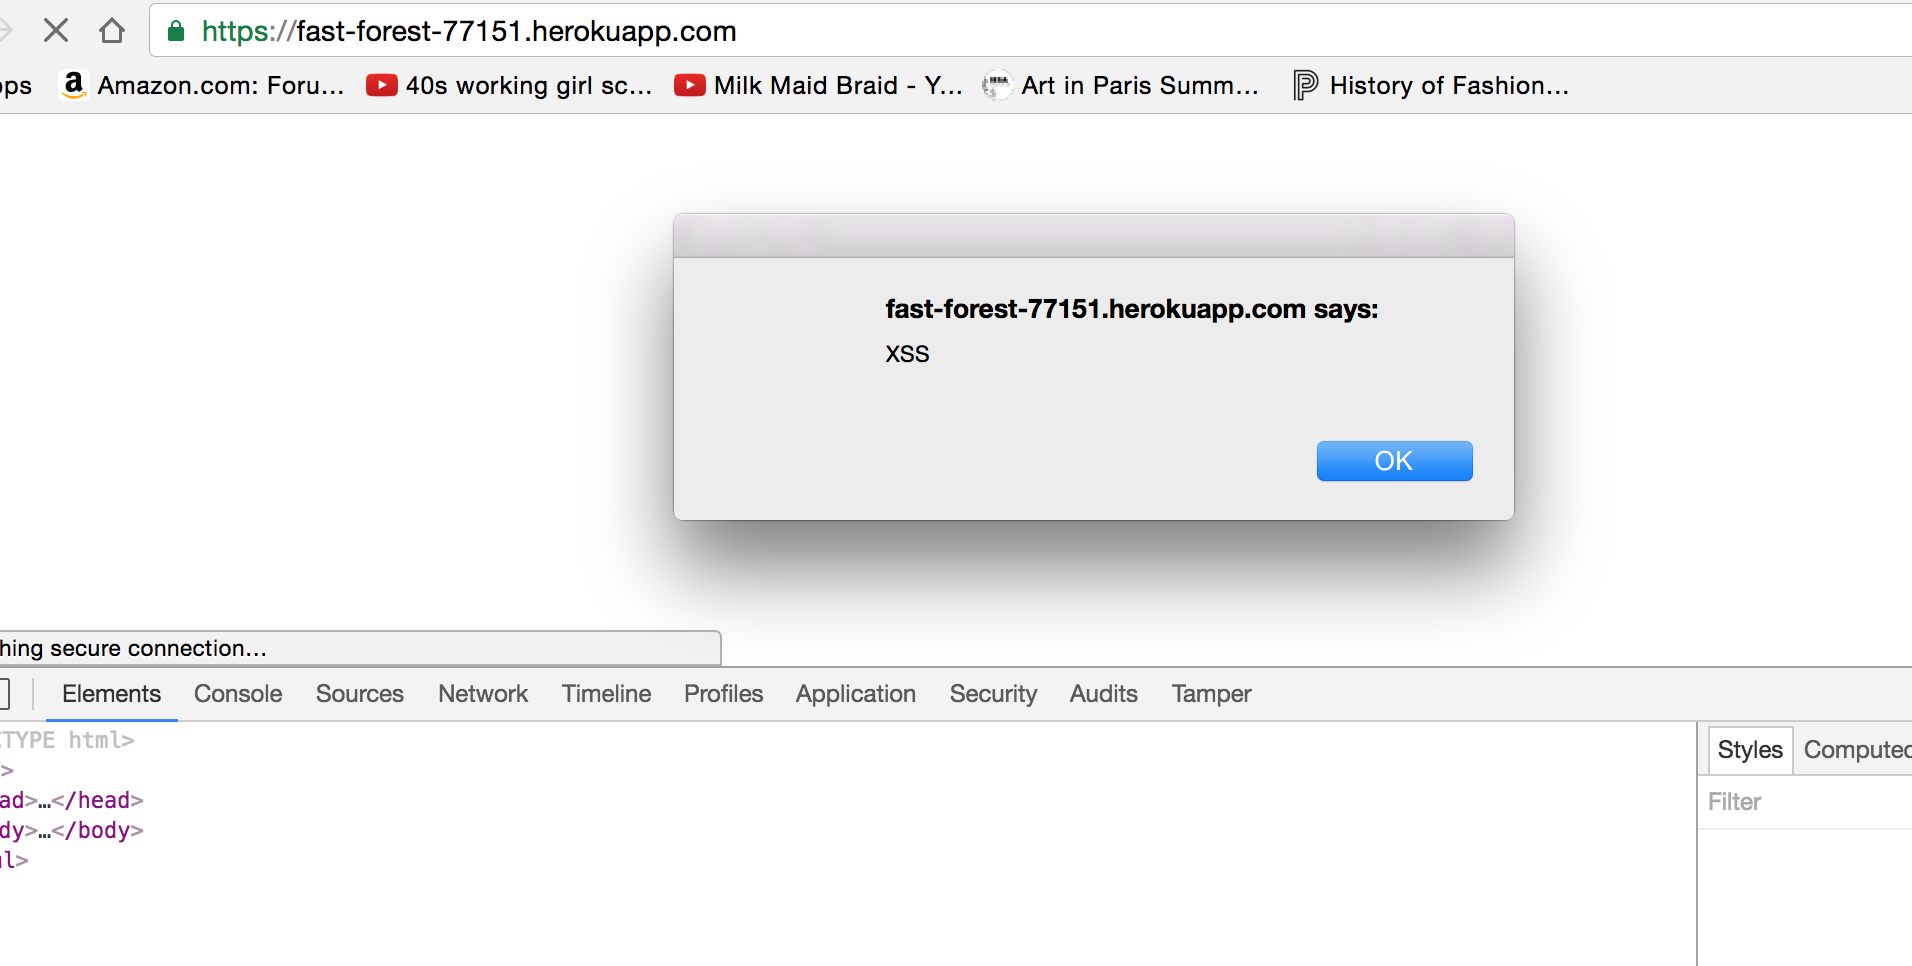 https://fast-forest-77151.herokuapp.com
ps Amazon.com: Foru... 40s working girl sc... Milk Maid Braid - Y... Art in Paris Summ... History of Fashion...
fast-forest-77151.herokuapp.com says:
XSS
OK
hing secure connection...
Elements Console Sources Network Timeline Profiles Application Security Audits Tamper
TYPE html>
>
ad>…</head>
dy>…</body>
l>
Styles Computed
Filter